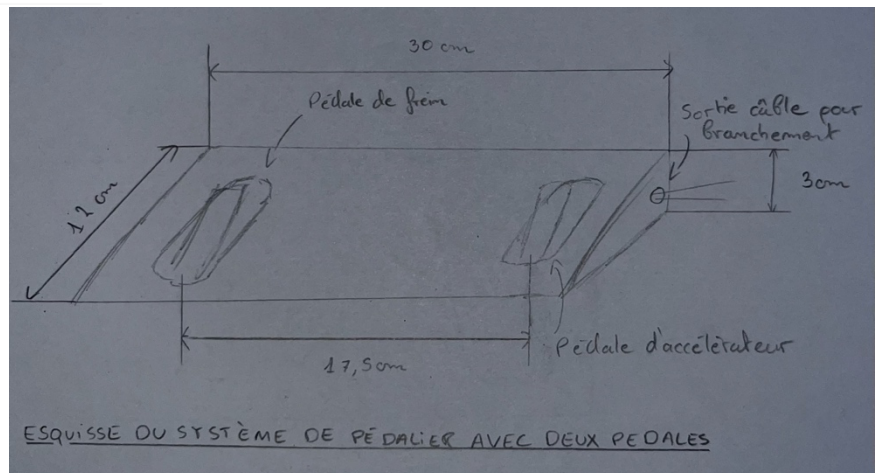 30 cm
Pédale de frein
Sortie câble pour
branchement
12 cm
3cm
Pédale d'accélérateur
17,5cm
ESQUISSE DU SYSTÈME DE PÉDALIER AVEC DEUX PEDALES